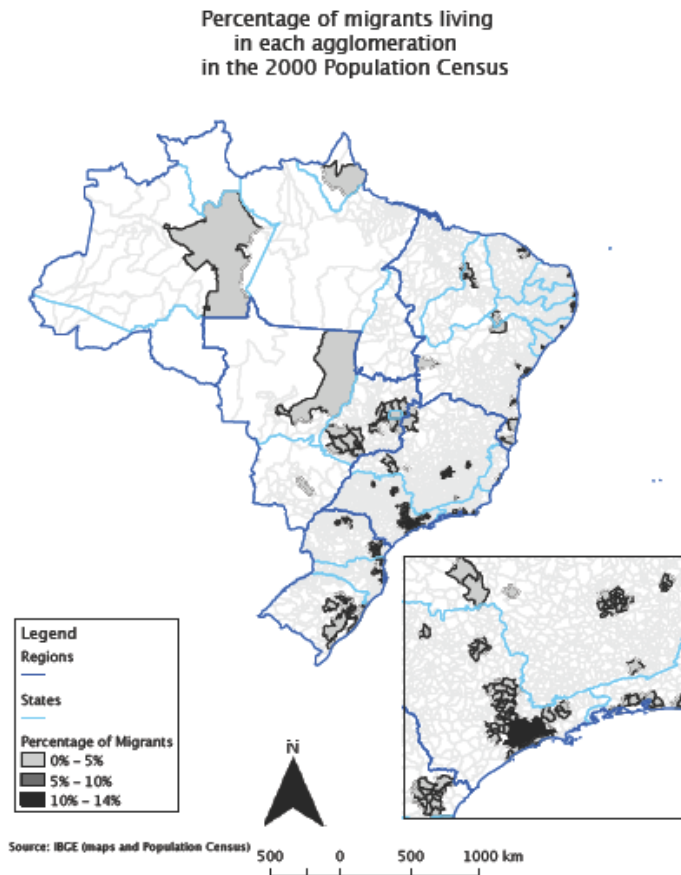 Percentage of migrants living
in each agglomeration
in the 2000 Population Census
Legend
Regions
States
Percentage of Migrants
0% – 5%
5% – 10%
10% – 14%
N
Source: IBGE (maps and Population Census)
500 0 500 1000 km